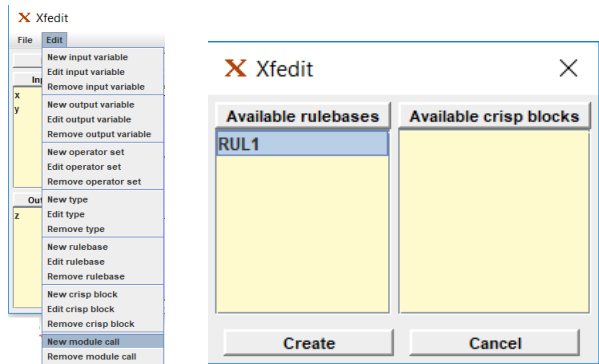 Xfedit
File Edit
New input variable
Edit input variable
Inp
Remove input variable
x
New output variable
y
Edit output variable
Remove output variable
New operator set
Edit operator set
Remove operator set
Out
New type
Edit type
z
Remove type
New rulebase
Edit rulebase
Remove rulebase
New crisp block
Edit crisp block
Remove crisp block
New module call
Remove module call
Xfedit
Available rulebases
Available crisp blocks
RUL1
Create
Cancel